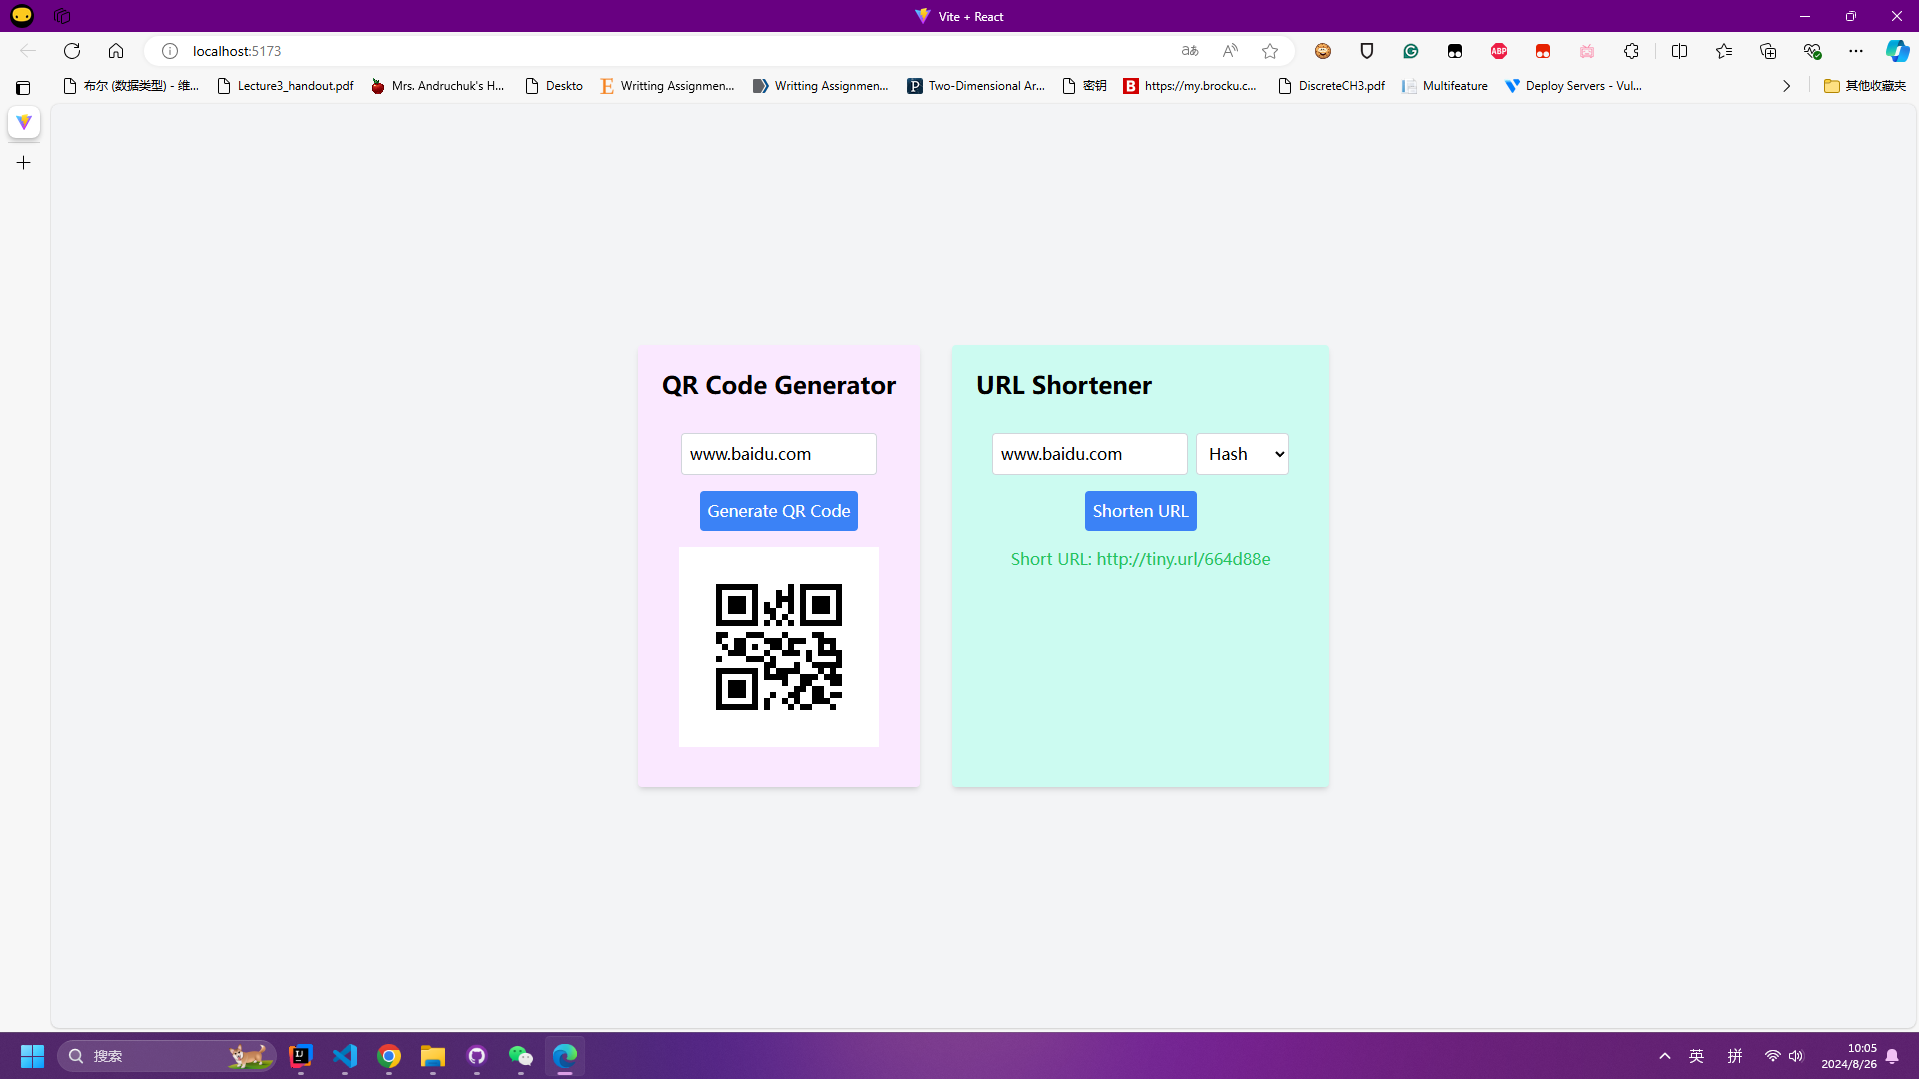 Vite + React
localhost:5173
布尔 (数据类型) - 维...
Lecture3_handout.pdf
Mrs. Andruchuk's H...
Deskto
Writting Assignmen...
Writting Assignmen...
Two-Dimensional Ar...
密钥
https://my.brocku.c...
DiscreteCH3.pdf
Multifeature
Deploy Servers - Vul...
其他收藏夹
QR Code Generator
www.baidu.com
Generate QR Code
URL Shortener
www.baidu.com
Hash
Shorten URL
Short URL: http://tiny.url/664d88e
搜索
英
拼
10:05
2024/8/26